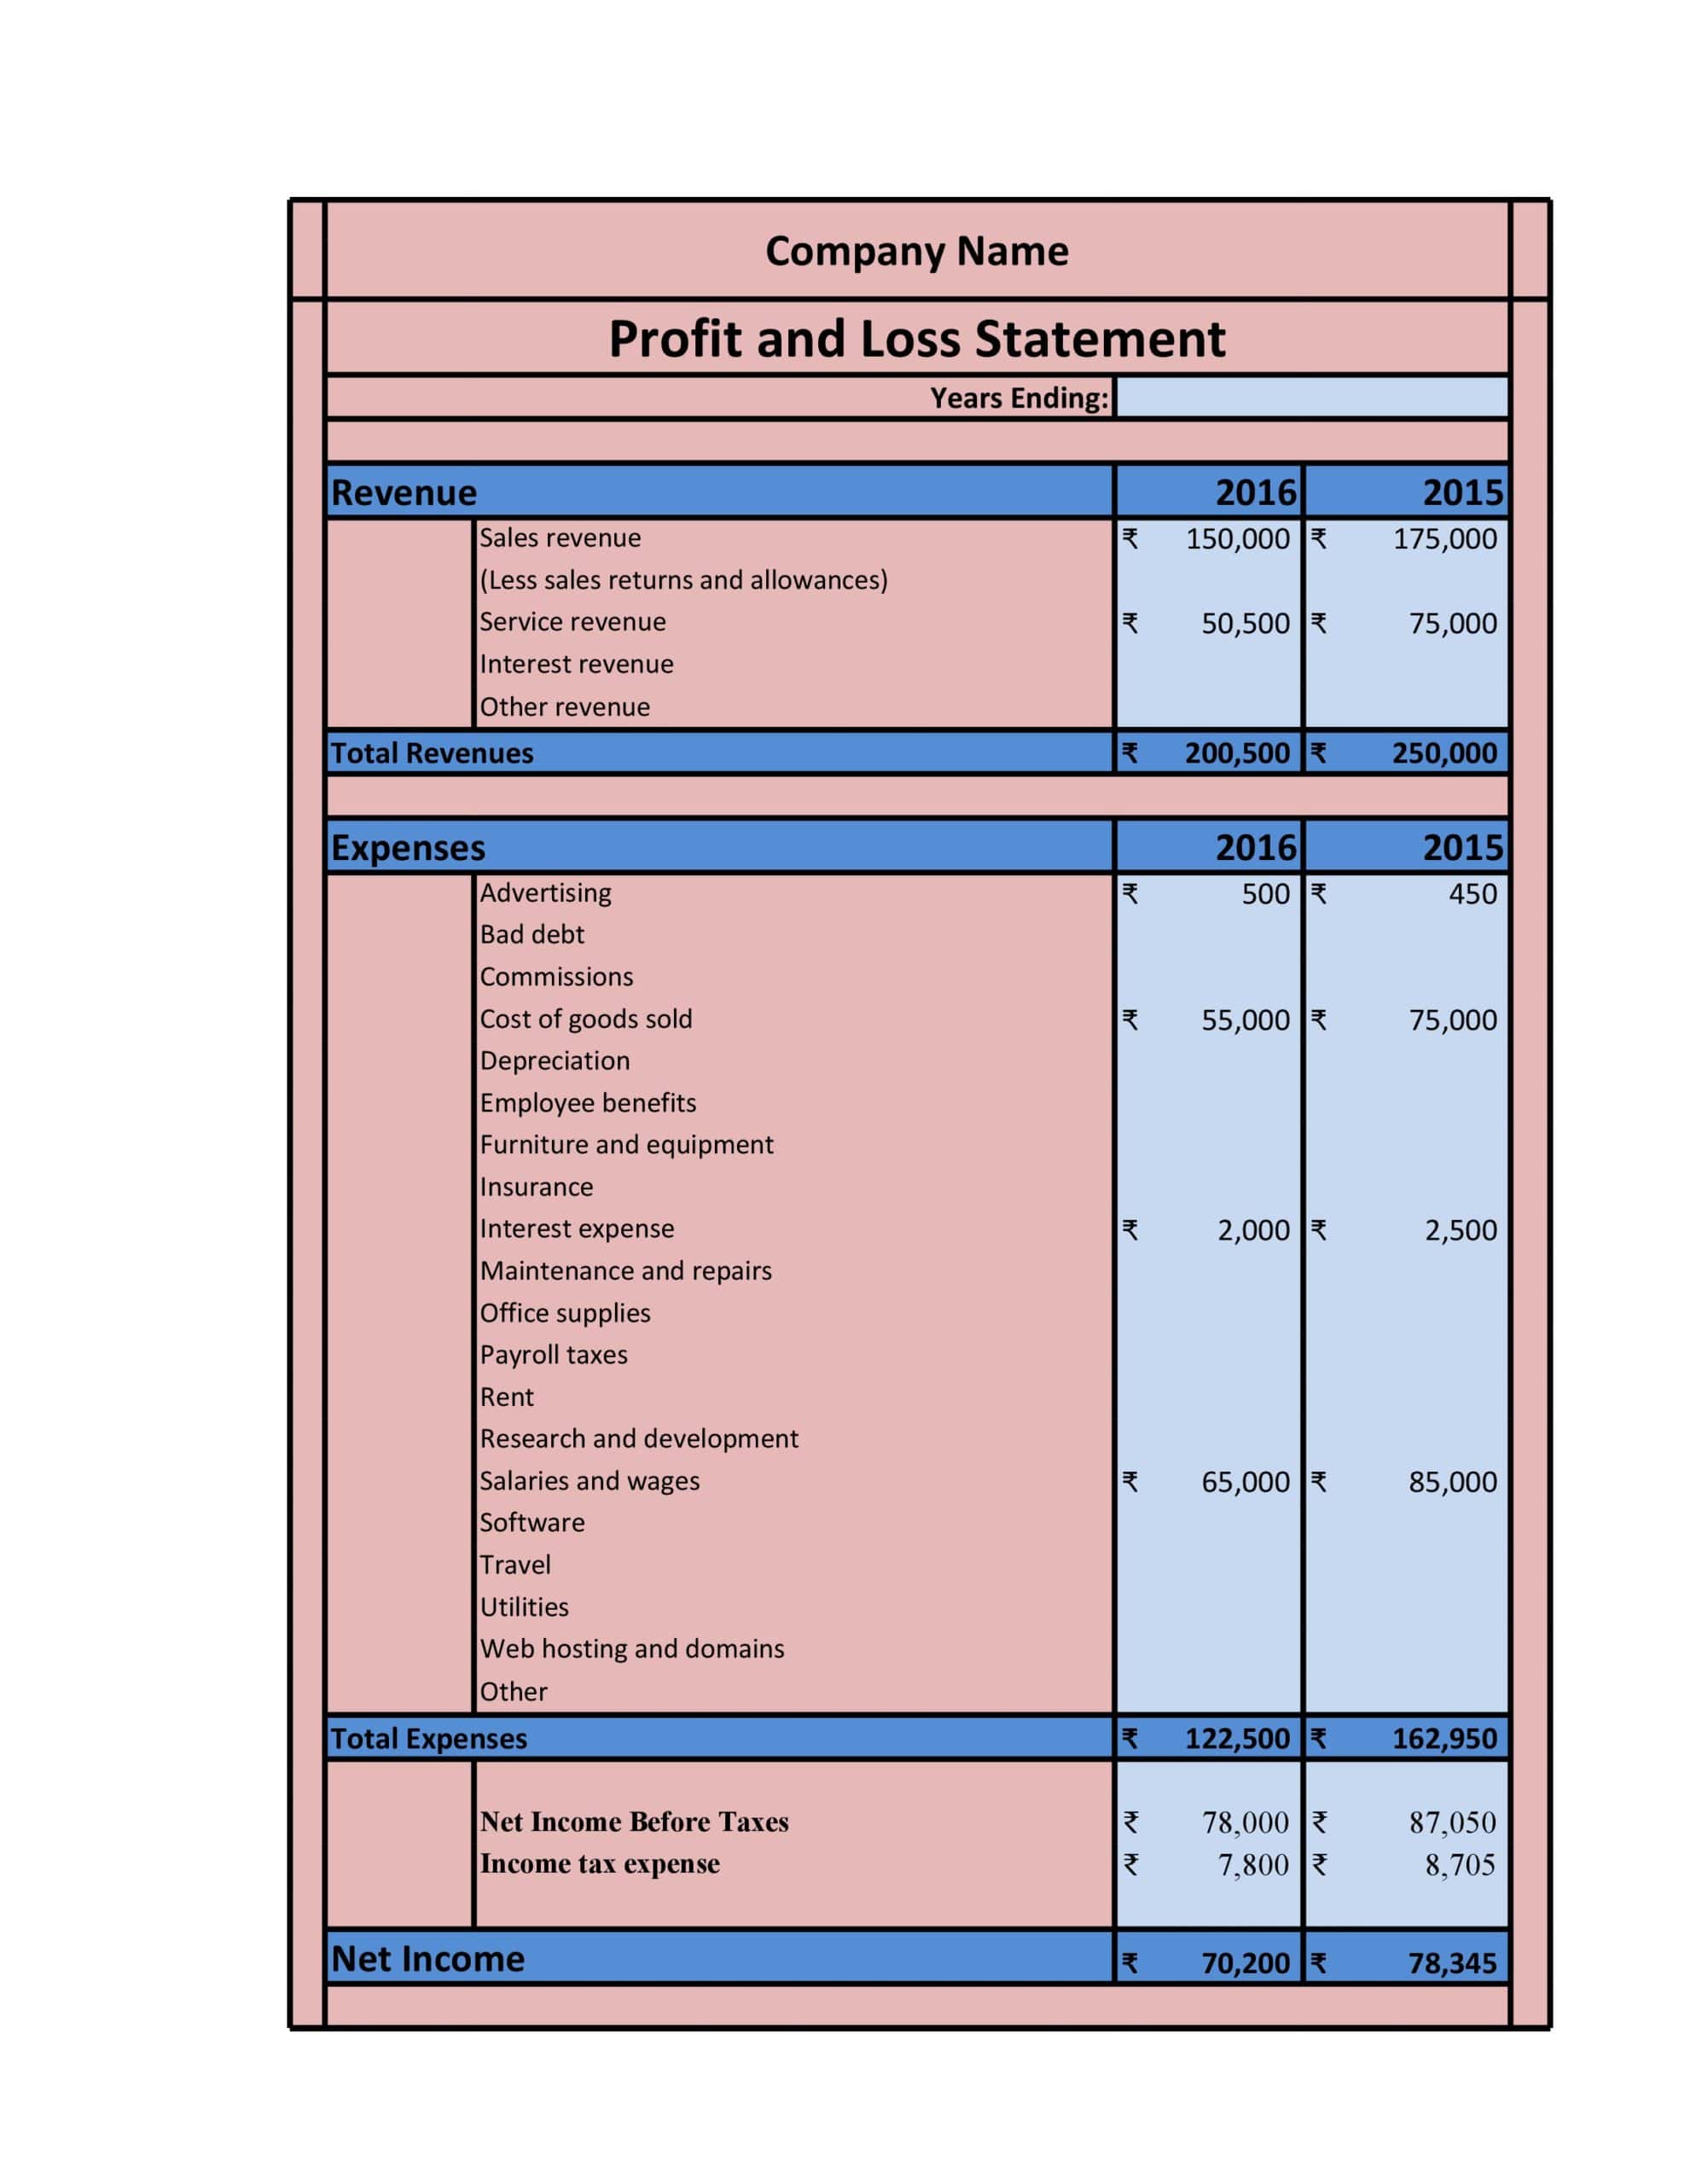 Company Name
Profit and Loss Statement
Years Ending:
Revenue 2016 2015
Sales revenue ₹ 150,000 ₹ 175,000
(Less sales returns and allowances)
Service revenue ₹ 50,500 ₹ 75,000
Interest revenue
Other revenue
Total Revenues ₹ 200,500 ₹ 250,000
Expenses 2016 2015
Advertising ₹ 500 ₹ 450
Bad debt
Commissions
Cost of goods sold ₹ 55,000 ₹ 75,000
Depreciation
Employee benefits
Furniture and equipment
Insurance
Interest expense ₹ 2,000 ₹ 2,500
Maintenance and repairs
Office supplies
Payroll taxes
Rent
Research and development
Salaries and wages ₹ 65,000 ₹ 85,000
Software
Travel
Utilities
Web hosting and domains
Other
Total Expenses ₹ 122,500 ₹ 162,950
Net Income Before Taxes ₹ 78,000 ₹ 87,050
Income tax expense ₹ 7,800 ₹ 8,705
Net Income ₹ 70,200 ₹ 78,345